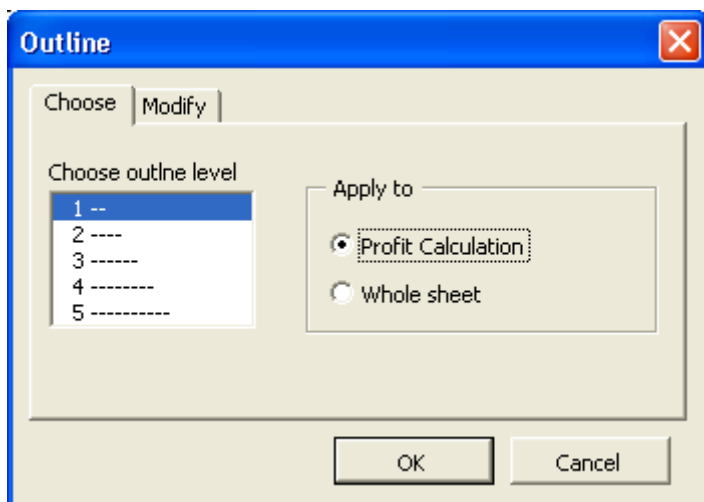 Outline
Choose
Modify
Choose outlne level
1 --
2 ----
3 ------
4 --------
5 ----------
Apply to
Profit Calculation
Whole sheet
OK
Cancel